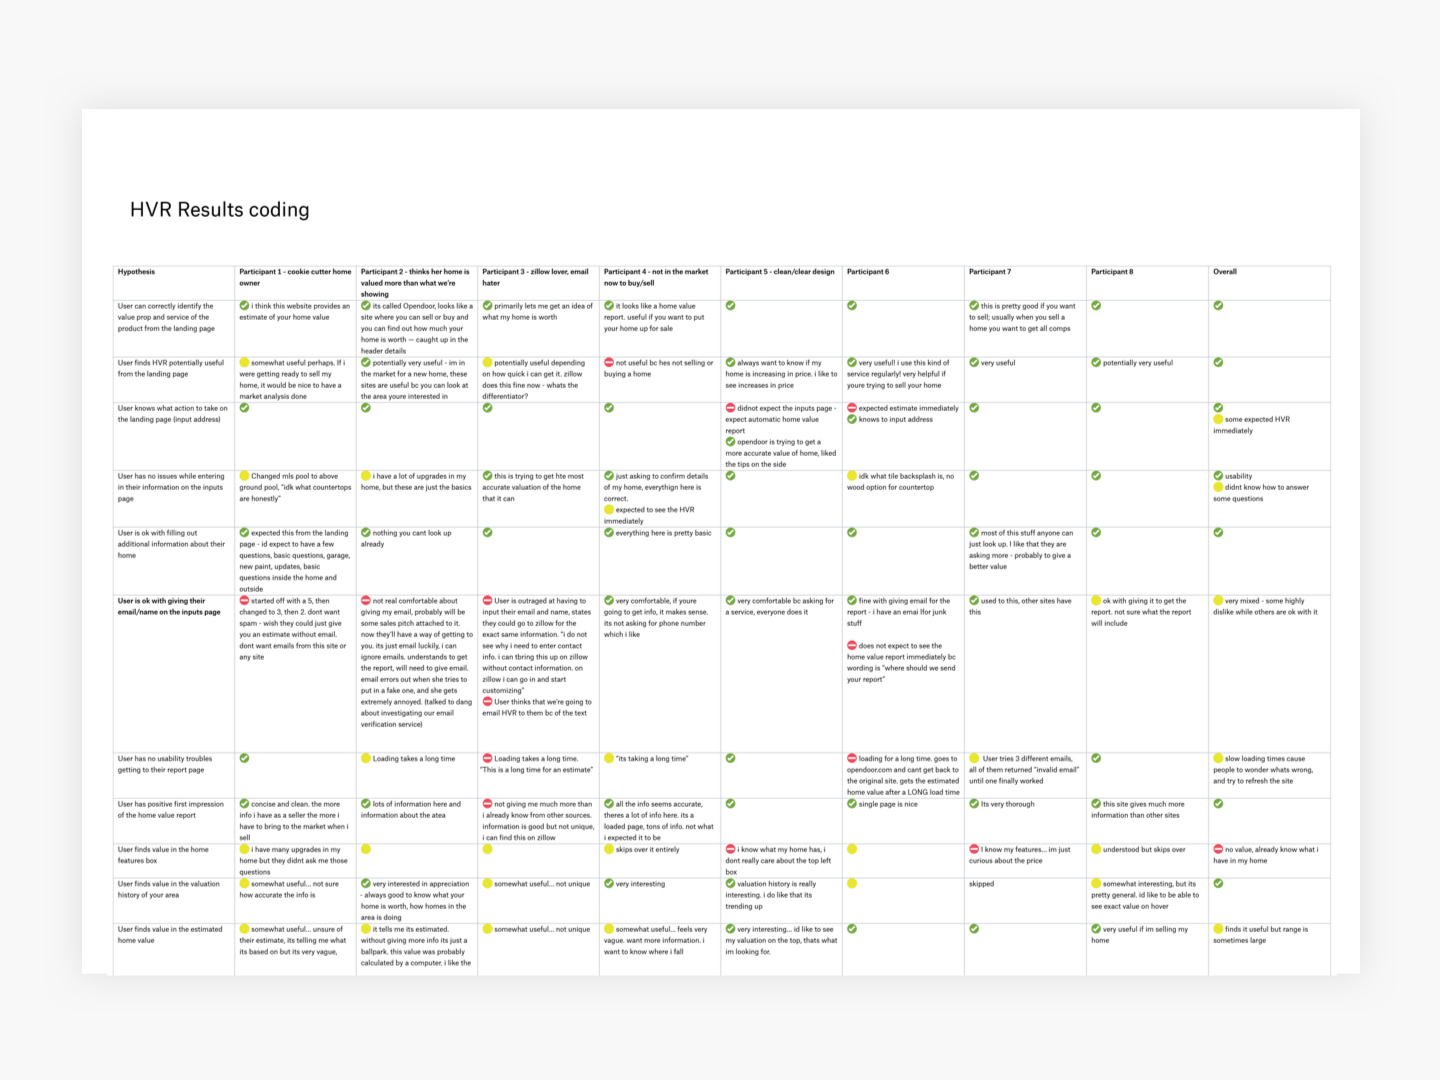 HVR Results coding
Hypothesis
Participant 1 - cookie cutter home
owner
Participant 2 - thinks her home is
valued more than what we're
showing
Participant 3 - zillow lover, email
hater
Participant 4 - not in the market
now to buy/sell
Participant 5 - clean/clear design
Participant 6
Participant 7
Participant 8
Overall
User can correctly identify the
value prop and service of the
product from the landing page
i think this website provides an
estimate of your home value
its called Opendoor, looks like a
site where you can sell or buy and
you can find out how much your
home is worth — caught up in the
header details
primarily lets me get an idea of
what my home is worth
it looks like a home value
report. useful if you want to put
your home up for sale
this is pretty good if you want
to sell; usually when you sell a
home you want to get all comps
User finds HVR potentially useful
from the landing page
somewhat useful perhaps. If i
were getting ready to sell my
home, it would be nice to have a
market analysis done
potentially very useful - im in
the market for a new home, these
sites are useful bc you can look at
the area youre interested in
potentially useful depending
on how quick i can get it. zillow
does this fine now - whats the
differentiator?
not useful bc hes not selling or
buying a home
always want to know if my
home is increasing in price. i like to
see increases in price
very useful! i use this kind of
service regularly! very helpful if
youre trying to sell your home
very useful
potentially very useful
User knows what action to take on
the landing page (input address)
didnot expect the inputs page -
expect automatic home value
report
opendoor is trying to get a
more accurate value of home, liked
the tips on the side
expected estimate immediately
knows to input address
some expected HVR
immediately
User has no issues while entering
in their information on the inputs
page
Changed mls pool to above
ground pool, "idk what countertops
are honestly"
i have a lot of upgrades in my
home, but these are just the basics
this is trying to get hte most
accurate valuation of the home
that it can
just asking to confirm details
of my home, everythign here is
correct.
expected to see the HVR
immediately
idk what tile backsplash is, no
wood option for countertop
usability
didnt know how to answer
some questions
User is ok with filling out
additional information about their
home
expected this from the landing
page - id expect to have a few
questions, basic questions, garage,
new paint, updates, basic
questions inside the home and
outside
nothing you cant look up
already
everything here is pretty basic
most of this stuff anyone can
just look up. I like that they are
asking more - probably to give a
better value
User is ok with giving their
email/name on the inputs page
started off with a 5, then
changed to 3, then 2. dont want
spam - wish they could just give
you an estimate without email.
dont want emails from this site or
any site
not real comfortable about
giving my email, probably will be
some sales pitch attached to it.
now they'll have a way of getting to
you. its just email luckily, i can
ignore emails. understands to get
the report, will need to give email.
email errors out when she tries to
put in a fake one, and she gets
extremely annoyed. (talked to dang
about investigating our email
verification service)
User is outraged at having to
input their email and name, states
they could go to zillow for the
exact same information. "i do not
see why i need to enter contact
info. i can tbring this up on zillow
without contact information. on
zillow i can go in and start
customizing"
User thinks that we're going to
email HVR to them bc of the text
very comfortable, if youre
going to get info, it makes sense.
its not asking for phone number
which i like
very comfortable bc asking for
a service, everyone does it
fine with giving email for the
report - i have an emai lfor junk
stuff
does not expect to see the
home value report immediately bc
wording is "where should we send
your report"
used to this, other sites have
this
ok with giving it to get the
report. not sure what the report
will include
very mixed - some highly
dislike while others are ok with it
User has no usability troubles
getting to their report page
Loading takes a long time
Loading takes a long time.
"This is a long time for an estimate"
"its taking a long time"
loading for a long time. goes to
opendoor.com and cant get back to
the original site. gets the estimated
home value after a LONG load time
User tries 3 different emails,
all of them returned "invalid email"
until one finally worked
slow loading times cause
people to wonder whats wrong,
and try to refresh the site
User has positive first impression
of the home value report
concise and clean. the more
info i have as a seller the more i
have to bring to the market when i
sell
lots of information here and
information about the atea
not giving me much more than
i already know from other sources.
information is good but not unique,
i can find this on zillow
all the info seems accurate,
theres a lot of info here. its a
loaded page, tons of info. not what
i expected it to be
single page is nice
Its very thorough
this site gives much more
information than other sites
User finds value in the home
features box
i have many upgrades in my
home but they didnt ask me those
questions
skips over it entirely
i know what my home has, i
dont really care about the top left
box
I know my features... im just
curious about the price
understood but skips over
no value, already know what i
have in my home
User finds value in the valuation
history of your area
somewhat useful... not sure
how accurate the info is
very interested in appreciation
- always good to know what your
home is worth, how homes in the
area is doing
somewhat useful... not unique
very interesting
valuation history is really
interesting. i do like that its
trending up
skipped
somewhat interesting, but its
pretty general. id like to be able to
see exact value on hover
User finds value in the estimated
home value
somewhat useful... unsure of
their estimate, its telling me what
its based on but its very vague,
it tells me its estimated.
without giving more info its just a
ballpark. this value was probably
calculated by a computer. i like the
somewhat useful... not unique
somewhat useful... feels very
vague. want more information. i
want to know where i fall
very interesting... id like to see
my valuation on the top, thats what
im looking for.
very useful if im selling my
home
finds it useful but range is
sometimes large